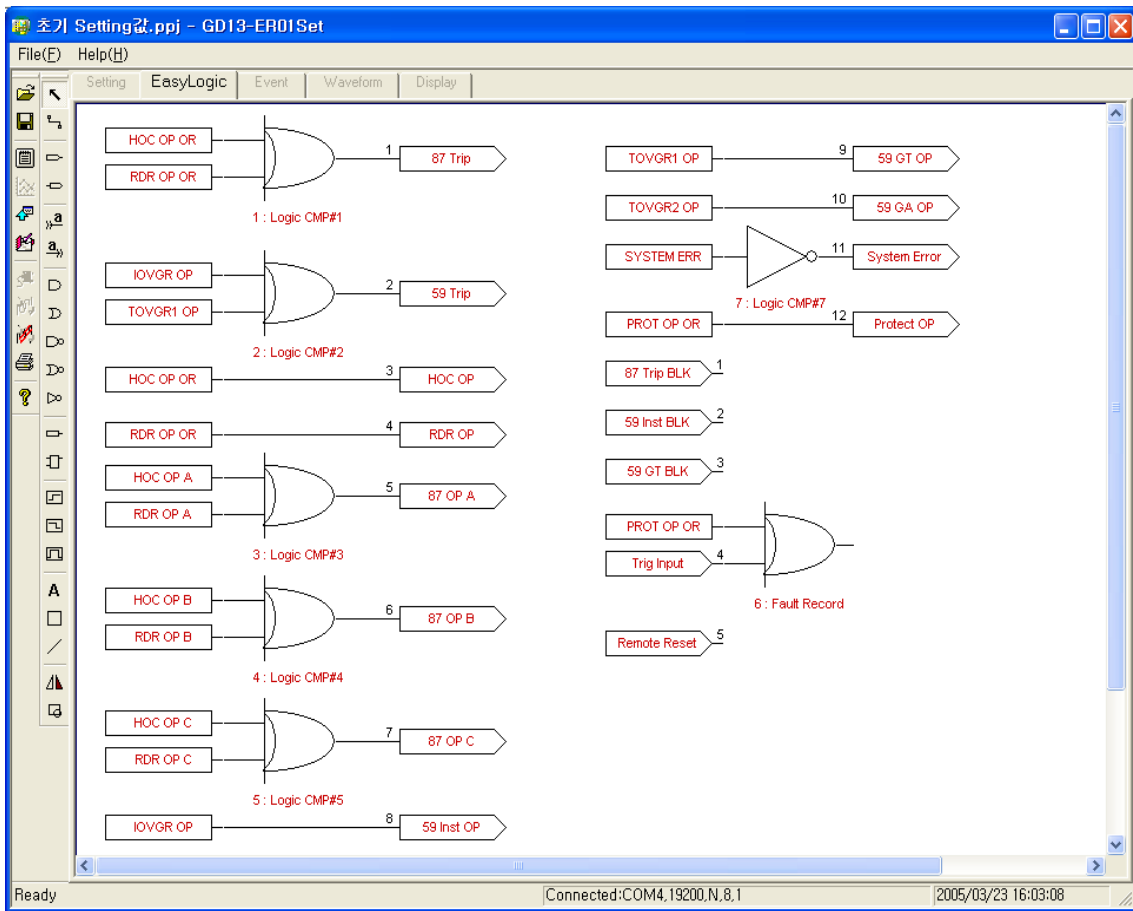 초기 Setting값.ppj - GD13-ER01Set
File(F) Help(H)
Setting EasyLogic Event Waveform Display
HOC OP OR
RDR OP OR
1 87 Trip
1 : Logic CMP#1
IOVGR OP
TOVGR1 OP
2 59 Trip
2 : Logic CMP#2
HOC OP OR 3 HOC OP
RDR OP OR 4 RDR OP
HOC OP A
RDR OP A
5 87 OP A
3 : Logic CMP#3
HOC OP B
RDR OP B
6 87 OP B
4 : Logic CMP#4
HOC OP C
RDR OP C
7 87 OP C
5 : Logic CMP#5
IOVGR OP 8 59 Inst OP
TOVGR1 OP 9 59 GT OP
TOVGR2 OP 10 59 GA OP
SYSTEM ERR 11 System Error
7 : Logic CMP#7
PROT OP OR 12 Protect OP
87 Trip BLK 1
59 Inst BLK 2
59 GT BLK 3
PROT OP OR
Trig Input 4
6 : Fault Record
Remote Reset 5
a
a
A
Ready Connected:COM4,19200,N,8,1 2005/03/23 16:03:08